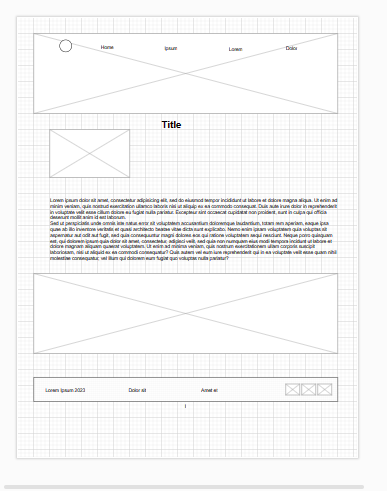 Home Ipsum Lorem Dolor
Title
Lorem ipsum dolor sit amet, consectetur adipiscing elit, sed do eiusmod tempor incididunt ut labore et dolore magna aliqua. Ut enim ad
minim veniam, quis nostrud exercitation ullamco laboris nisi ut aliquip ex ea commodo consequat. Duis aute irure dolor in reprehenderit
in voluptate velit esse cillum dolore eu fugiat nulla pariatur. Excepteur sint occaecat cupidatat non proident, sunt in culpa qui officia
deserunt mollit anim id est laborum.
Sed ut perspiciatis unde omnis iste natus error sit voluptatem accusantium doloremque laudantium, totam rem aperiam, eaque ipsa
quae ab illo inventore veritatis et quasi architecto beatae vitae dicta sunt explicabo. Nemo enim ipsam voluptatem quia voluptas sit
aspernatur aut odit aut fugit, sed quia consequuntur magni dolores eos qui ratione voluptatem sequi nesciunt. Neque porro quisquam
est, qui dolorem ipsum quia dolor sit amet, consectetur, adipisci velit, sed quia non numquam eius modi tempora incidunt ut labore et
dolore magnam aliquam quaerat voluptatem. Ut enim ad minima veniam, quis nostrum exercitationem ullam corporis suscipit
laboriosam, nisi ut aliquid ex ea commodi consequatur? Quis autem vel eum iure reprehenderit qui in ea voluptate velit esse quam nihil
molestiae consequatur, vel illum qui dolorem eum fugiat quo voluptas nulla pariatur?
Lorem Ipsum 2023 Dolor sit Amet et